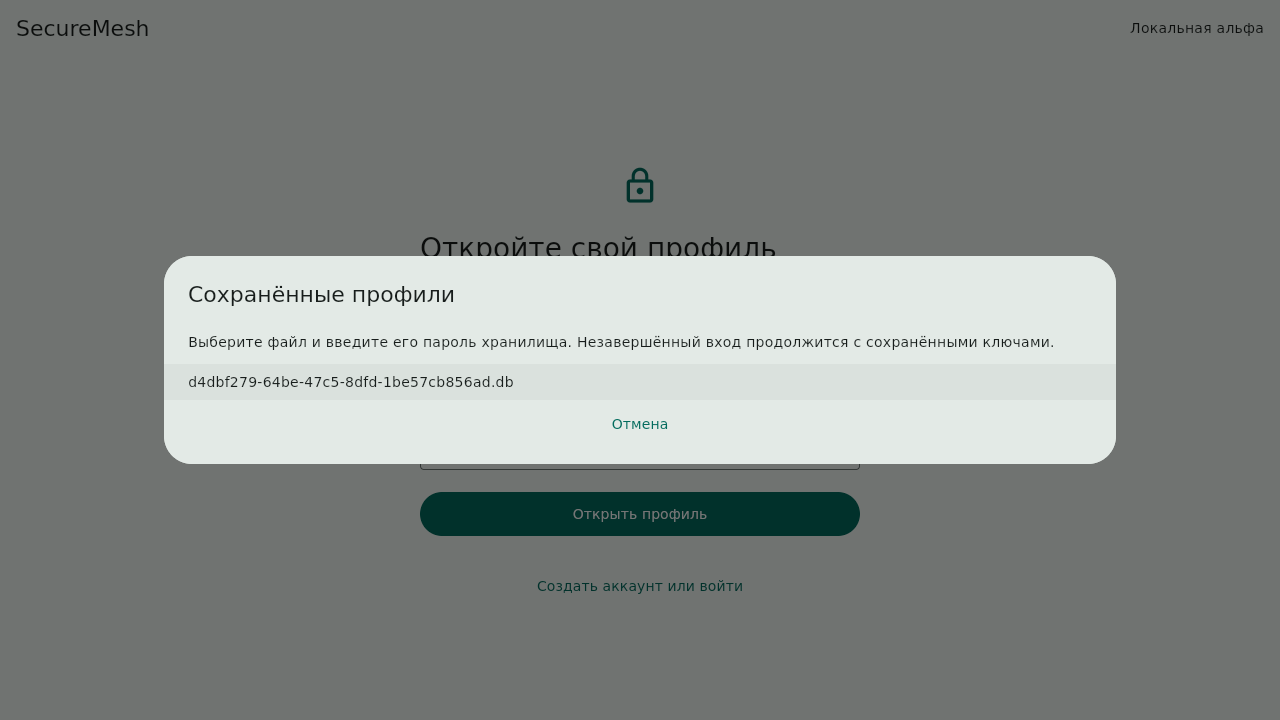 SecureMesh
Локальная альфа
Откройте свой профиль
Сохранённые профили
Выберите файл и введите его пароль хранилища. Незавершённый вход продолжится с сохранёнными ключами.
d4dbf279-64be-47c5-8dfd-1be57cb856ad.db
Отмена
Открыть профиль
Создать аккаунт или войти